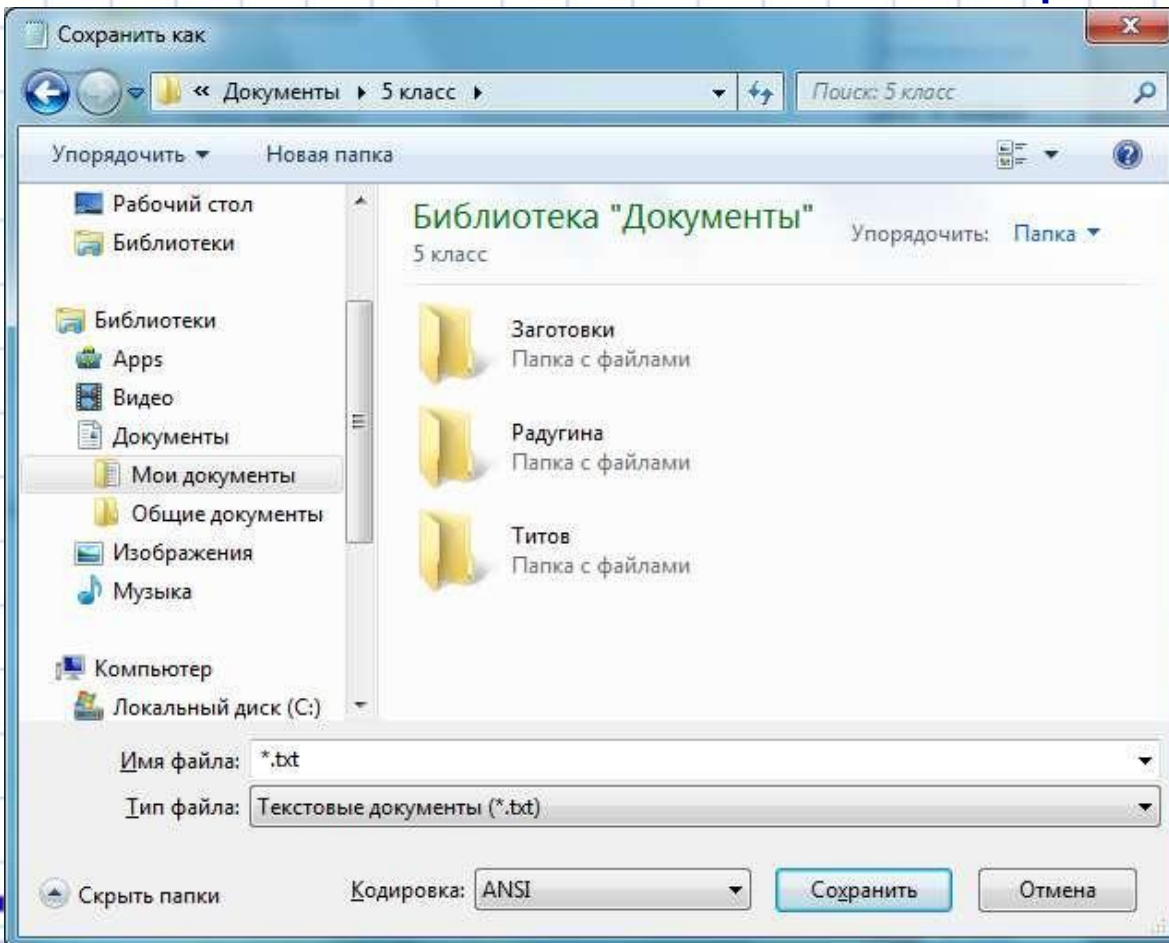 Сохранить как
« Документы 5 класс
Поиск: 5 класс
Упорядочить Новая папка
Рабочий стол
Библиотеки
Библиотеки
Apps
Видео
Документы
Мои документы
Общие документы
Изображения
Музыка
Компьютер
Локальный диск (C:)
Библиотека "Документы"
5 класс
Упорядочить: Папка
Заготовки
Папка с файлами
Радугина
Папка с файлами
Титов
Папка с файлами
Имя файла: *.txt
Тип файла: Текстовые документы (*.txt)
Скрыть папки
Кодировка: ANSI
Сохранить
Отмена